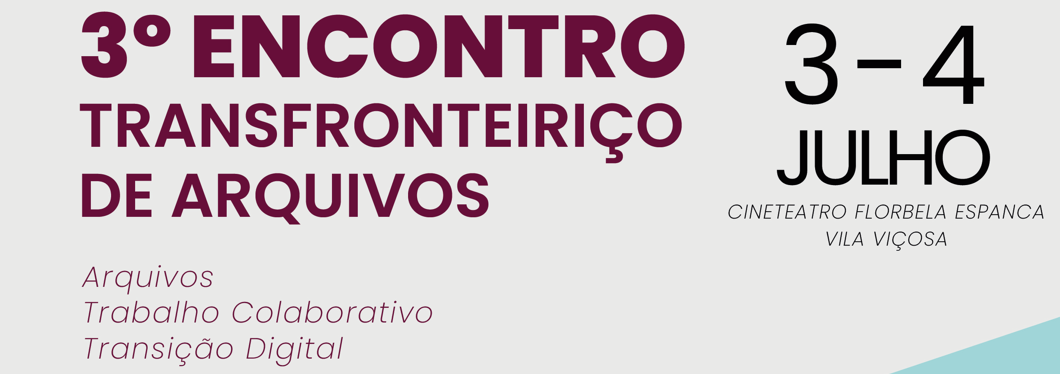 3º ENCONTRO
TRANSFRONTEIRIÇO
DE ARQUIVOS
Arquivos
Trabalho Colaborativo
Transição Digital
3-4
JULHO
CINETEATRO FLORBELA ESPANCA
VILA VIÇOSA